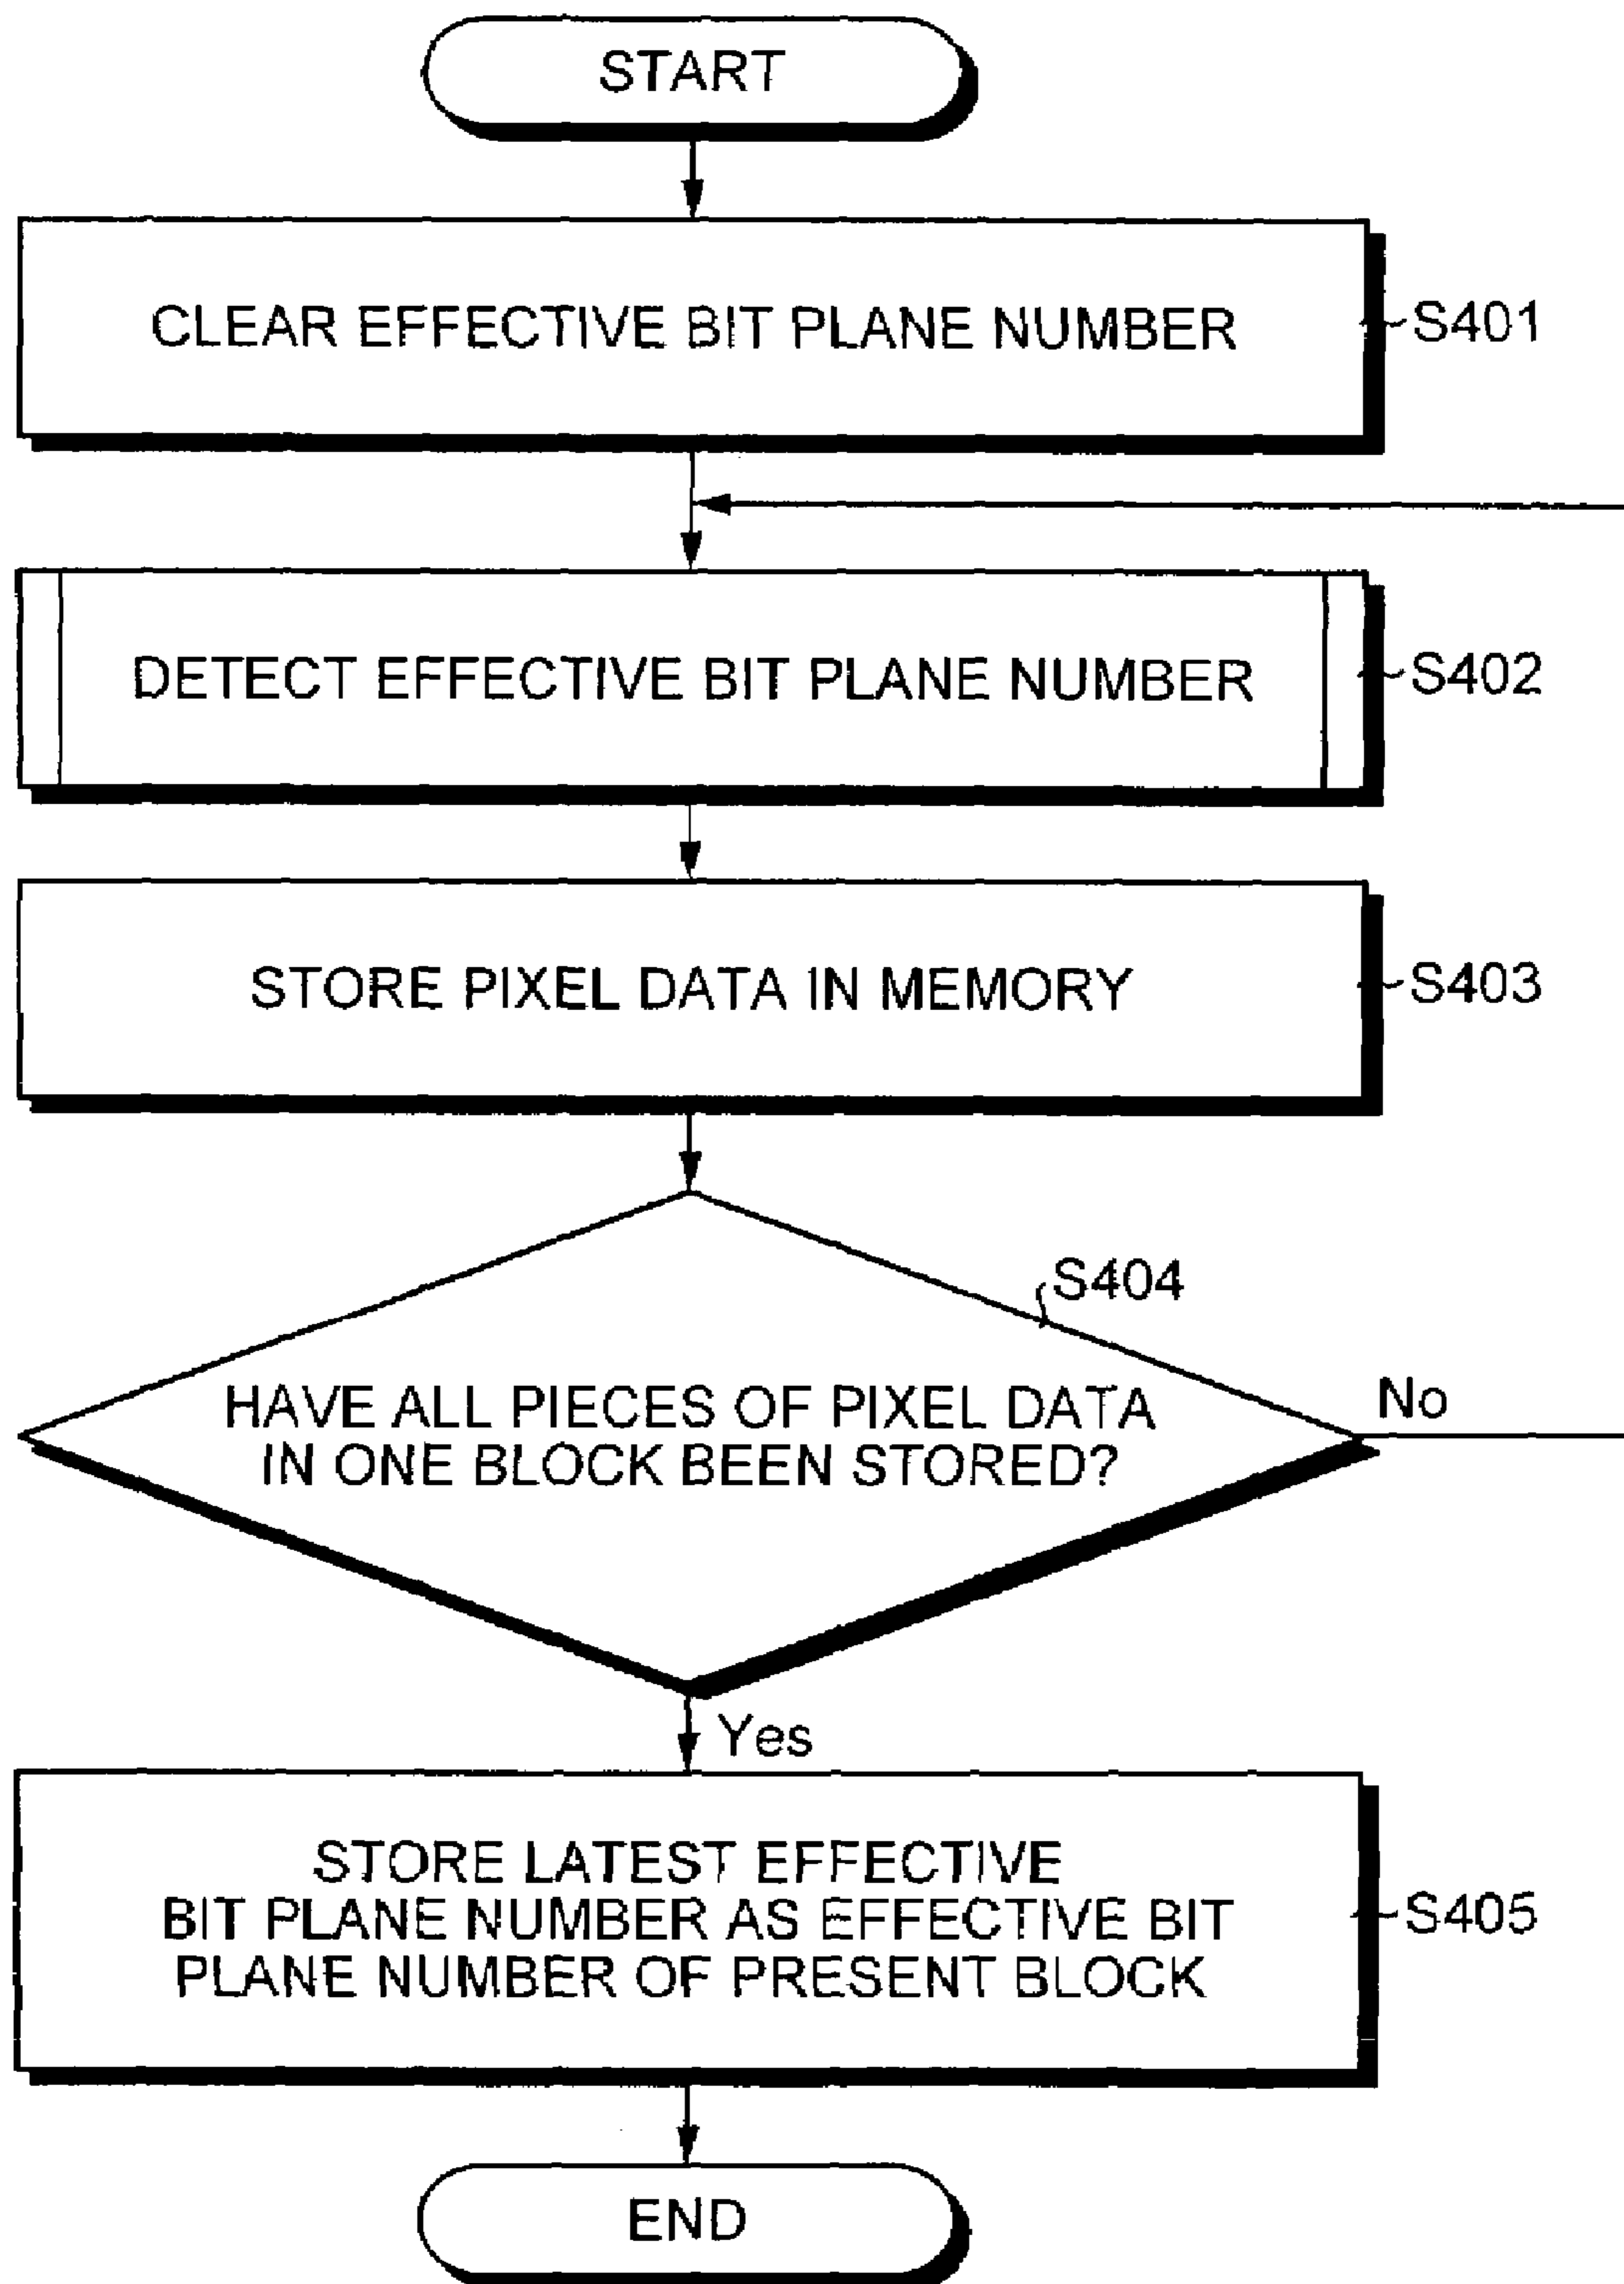 START
CLEAR EFFECTIVE BIT PLANE NUMBER
S401
DETECT EFFECTIVE BIT PLANE NUMBER
S402
STORE PIXEL DATA IN MEMORY
S403
S404
HAVE ALL PIECES OF PIXEL DATA
IN ONE BLOCK BEEN STORED?
No
Yes
STORE LATEST EFFECTIVE
BIT PLANE NUMBER AS EFFECTIVE BIT
PLANE NUMBER OF PRESENT BLOCK
S405
END